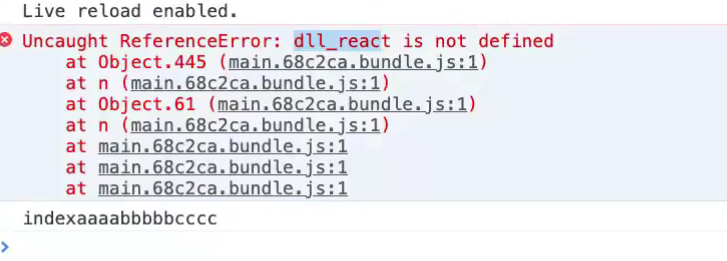 Live reload enabled.
Uncaught ReferenceError: dll_react is not defined
at Object.445 (main.68c2ca.bundle.js:1)
at n (main.68c2ca.bundle.js:1)
at Object.61 (main.68c2ca.bundle.js:1)
at n (main.68c2ca.bundle.js:1)
at main.68c2ca.bundle.js:1
at main.68c2ca.bundle.js:1
at main.68c2ca.bundle.js:1
indexaaaabbbbbcccc
>